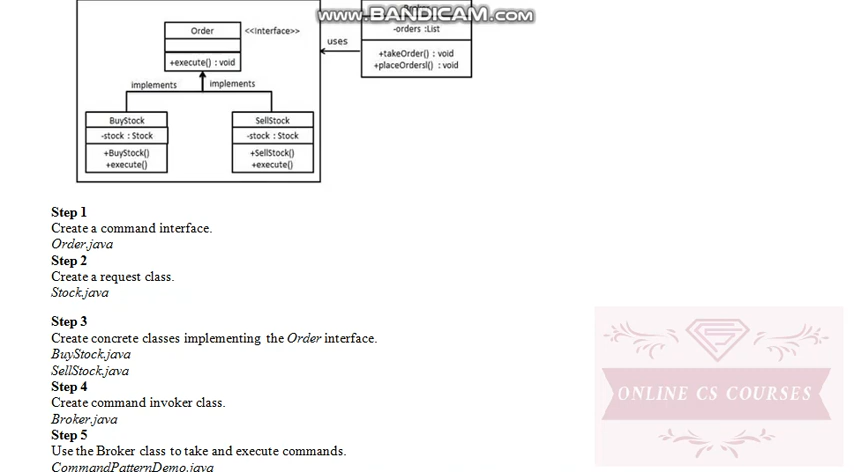 www.BANDICAM.com
Order
<<Interface>>
+execute() : void
uses
-orders :List
+takeOrder() : void
+placeOrdersl() : void
implements
implements
BuyStock
-stock : Stock
+BuyStock()
+execute()
SellStock
-stock : Stock
+SellStock()
+execute()
Step 1
Create a command interface.
Order.java
Step 2
Create a request class.
Stock.java
Step 3
Create concrete classes implementing the Order interface.
BuyStock.java
SellStock.java
Step 4
Create command invoker class.
Broker.java
Step 5
Use the Broker class to take and execute commands.
CommandPatternDemo.java
ONLINE CS COURSES